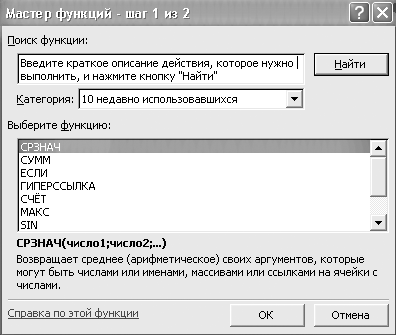 Мастер функций - шаг 1 из 2
Поиск функции:
Введите краткое описание действия, которое нужно
выполнить, и нажмите кнопку "Найти"
Найти
Категория: 10 недавно использовавшихся
Выберите функцию:
СРЗНАЧ
СУММ
ЕСЛИ
ГИПЕРССЫЛКА
СЧЁТ
МАКС
SIN
СРЗНАЧ(число1;число2;...)
Возвращает среднее (арифметическое) своих аргументов, которые
могут быть числами или именами, массивами или ссылками на ячейки с
числами.
Справка по этой функции
ОК
Отмена